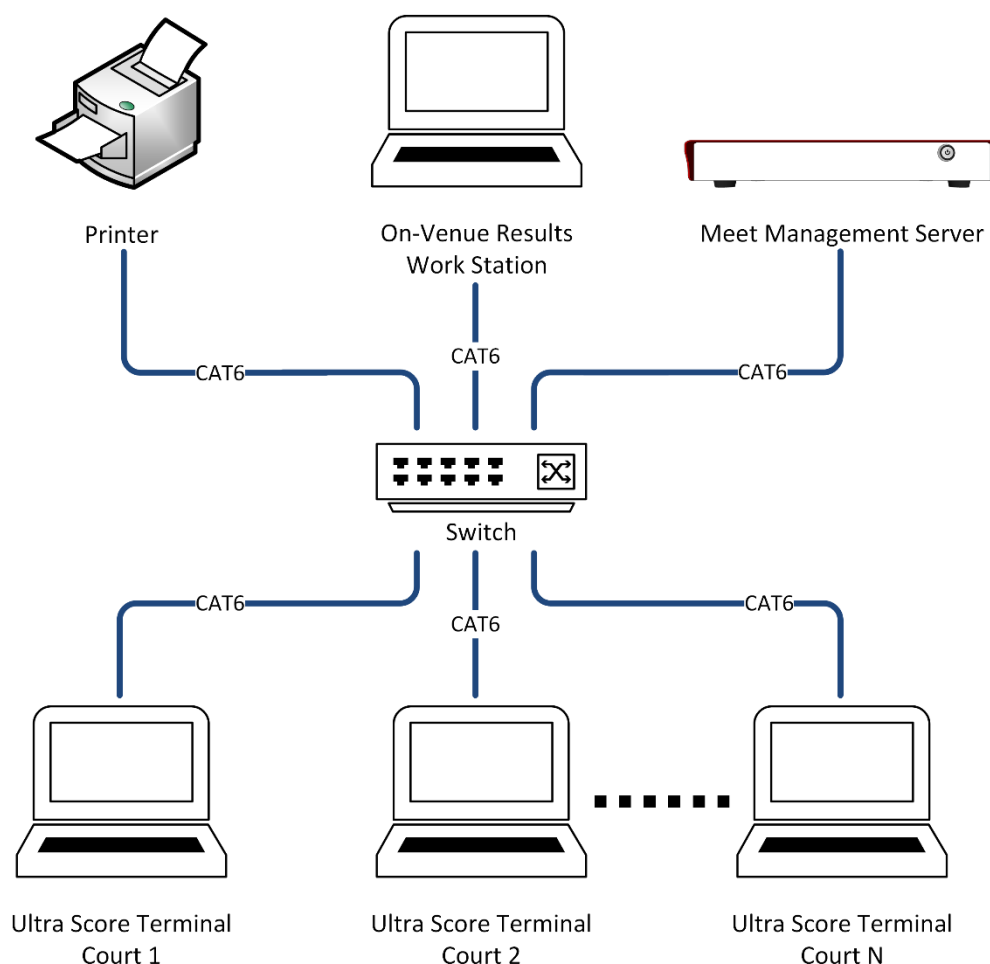 Printer
On-Venue Results
Work Station
Meet Management Server
CAT6
CAT6
CAT6
Switch
CAT6
CAT6
CAT6
Ultra Score Terminal
Court 1
Ultra Score Terminal
Court 2
Ultra Score Terminal
Court N